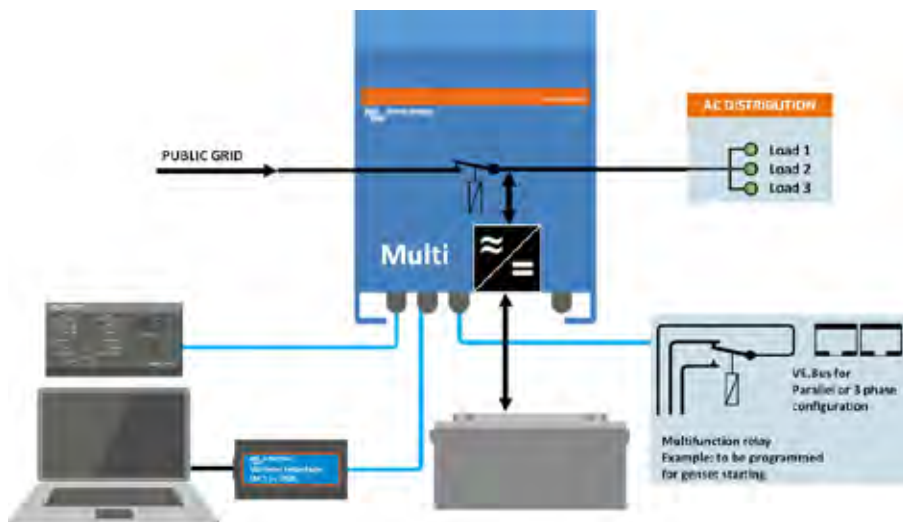 PUBLIC GRID
AC DISTRIBUTION
Load 1
Load 2
Load 3
Multi
VE.Bus for
Parallel or 3 phase
configuration
Multifunction relay
Example: to be programmed
for genset starting